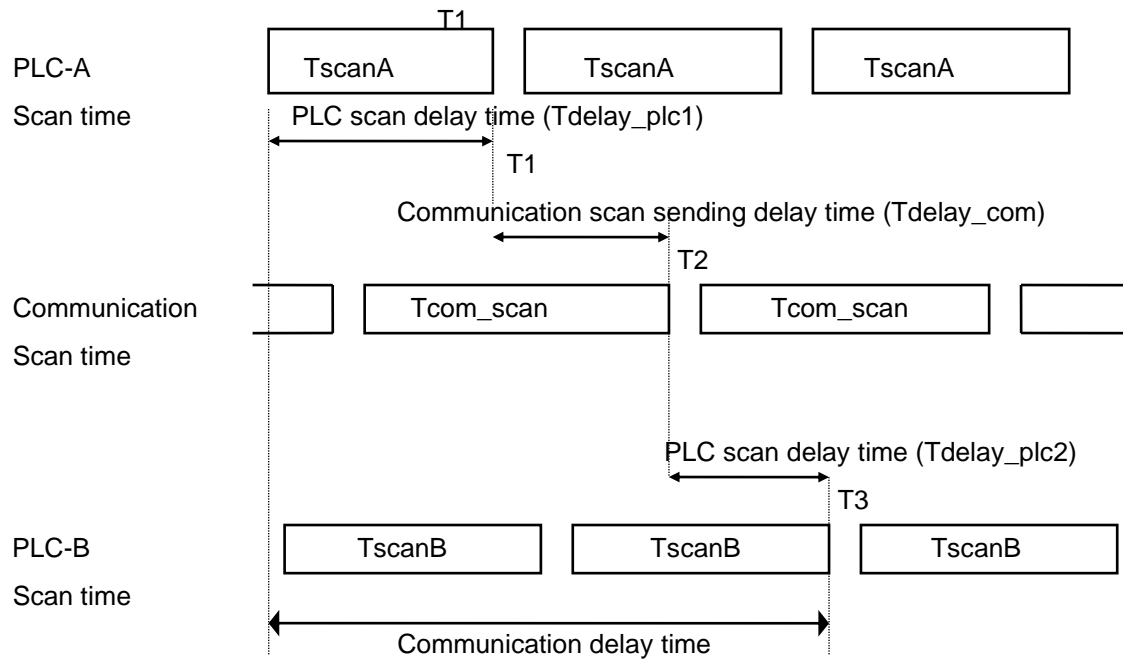 T1
PLC-A TscanA TscanA TscanA
Scan time PLC scan delay time (Tdelay_plc1)
T1
Communication scan sending delay time (Tdelay_com)
T2
Communication Tcom_scan Tcom_scan
Scan time
PLC scan delay time (Tdelay_plc2)
T3
PLC-B TscanB TscanB TscanB
Scan time
Communication delay time